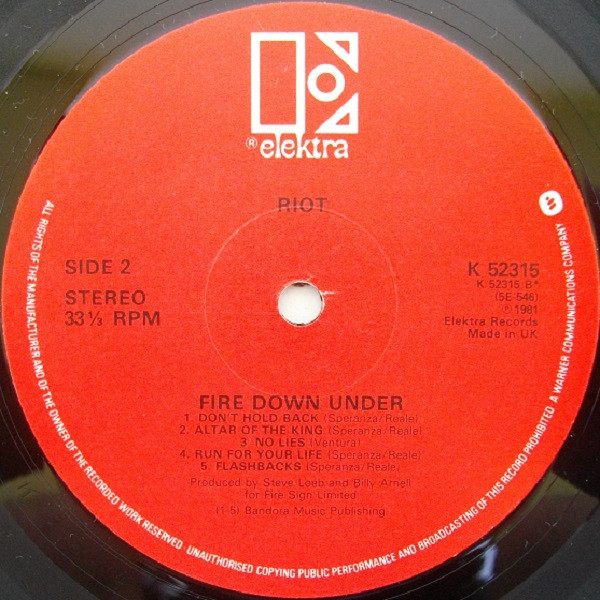 ® elektra
RIOT
SIDE 2
STEREO
33⅓ RPM
K 52315
K 52315 B*
(5E-546)
℗ 1981
Elektra Records
Made in UK
FIRE DOWN UNDER
1. DON'T HOLD BACK (Speranza/Reale)
2. ALTAR OF THE KING (Speranza/Reale)
3. NO LIES (Ventura)
4. RUN FOR YOUR LIFE (Speranza/Reale)
5. FLASHBACKS (Speranza/Reale)
Produced by Steve Loeb and Billy Arnell
for Fire Sign Limited
(1-5) Bandora Music Publishing
ALL RIGHTS OF THE MANUFACTURER AND OF THE OWNER OF THE RECORDED WORK RESERVED. UNAUTHORISED COPYING PUBLIC PERFORMANCE AND BROADCASTING OF THIS RECORD PROHIBITED. A WARNER COMMUNICATIONS COMPANY